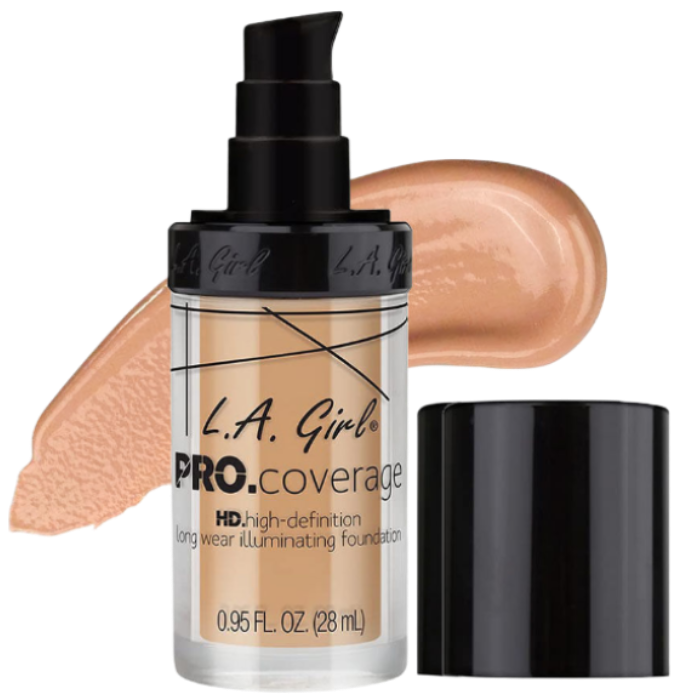 L.A. Girl L.A. Girl
L.A. Girl®
PRO.coverage
HD.high-definition
long wear illuminating foundation
0.95 FL. OZ. (28 mL)